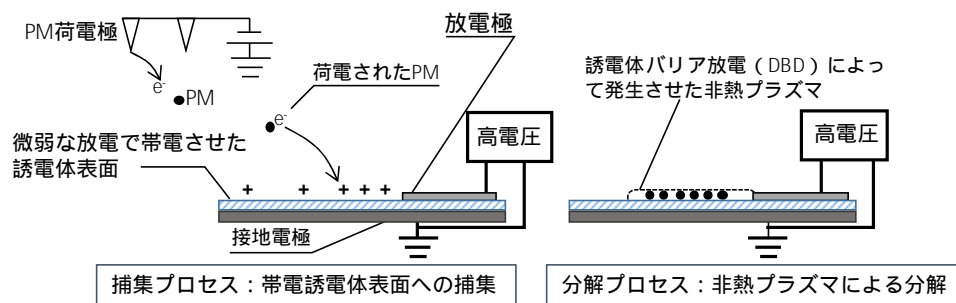 PM荷電極
e-
PM
荷電されたPM
e-
放電極
高電圧
微弱な放電で帯電させた
誘電体表面
+ + + + +
接地電極
捕集プロセス：帯電誘電体表面への捕集
誘電体バリア放電（DBD）によっ
て発生させた非熱プラズマ
高電圧
分解プロセス：非熱プラズマによる分解